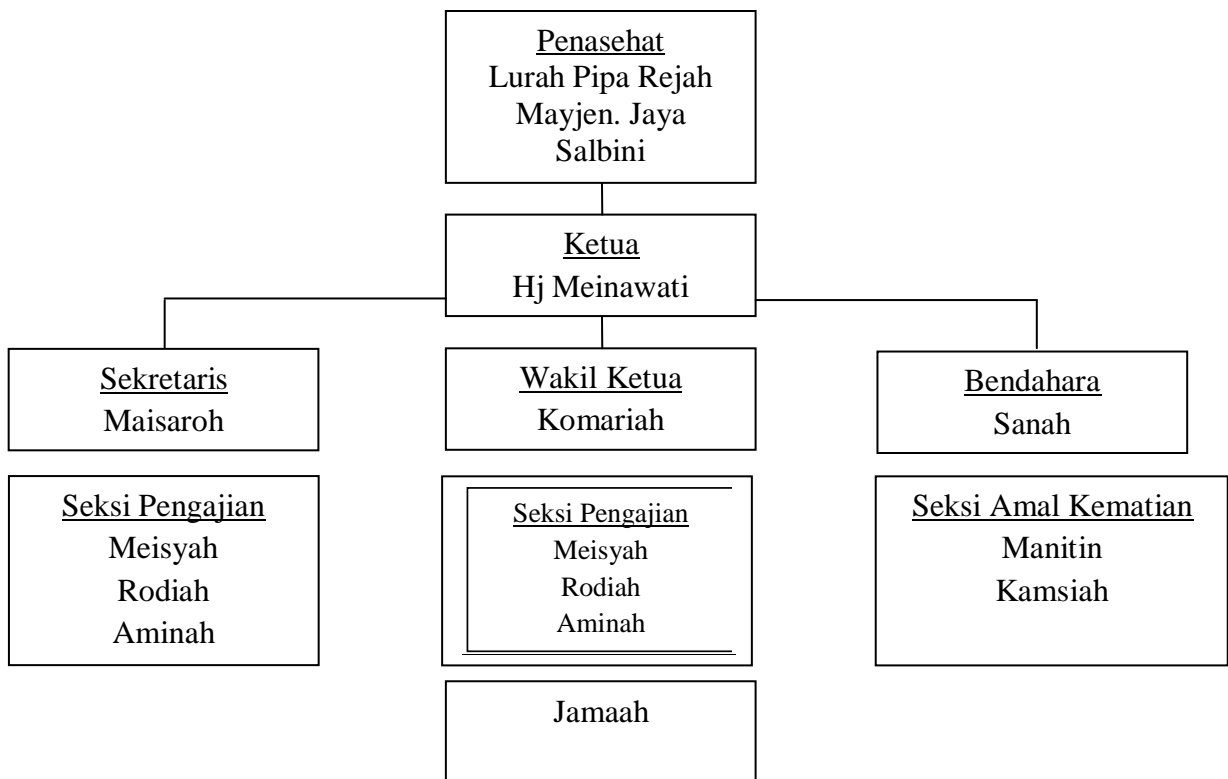 Penasehat
Lurah Pipa Rejah
Mayjen. Jaya
Salbini
Ketua
Hj Meinawati
Sekretaris
Maisaroh
Wakil Ketua
Komariah
Bendahara
Sanah
Seksi Pengajian
Meisyah
Rodiah
Aminah
Seksi Pengajian
Meisyah
Rodiah
Aminah
Seksi Amal Kematian
Manitin
Kamsiah
Jamaah